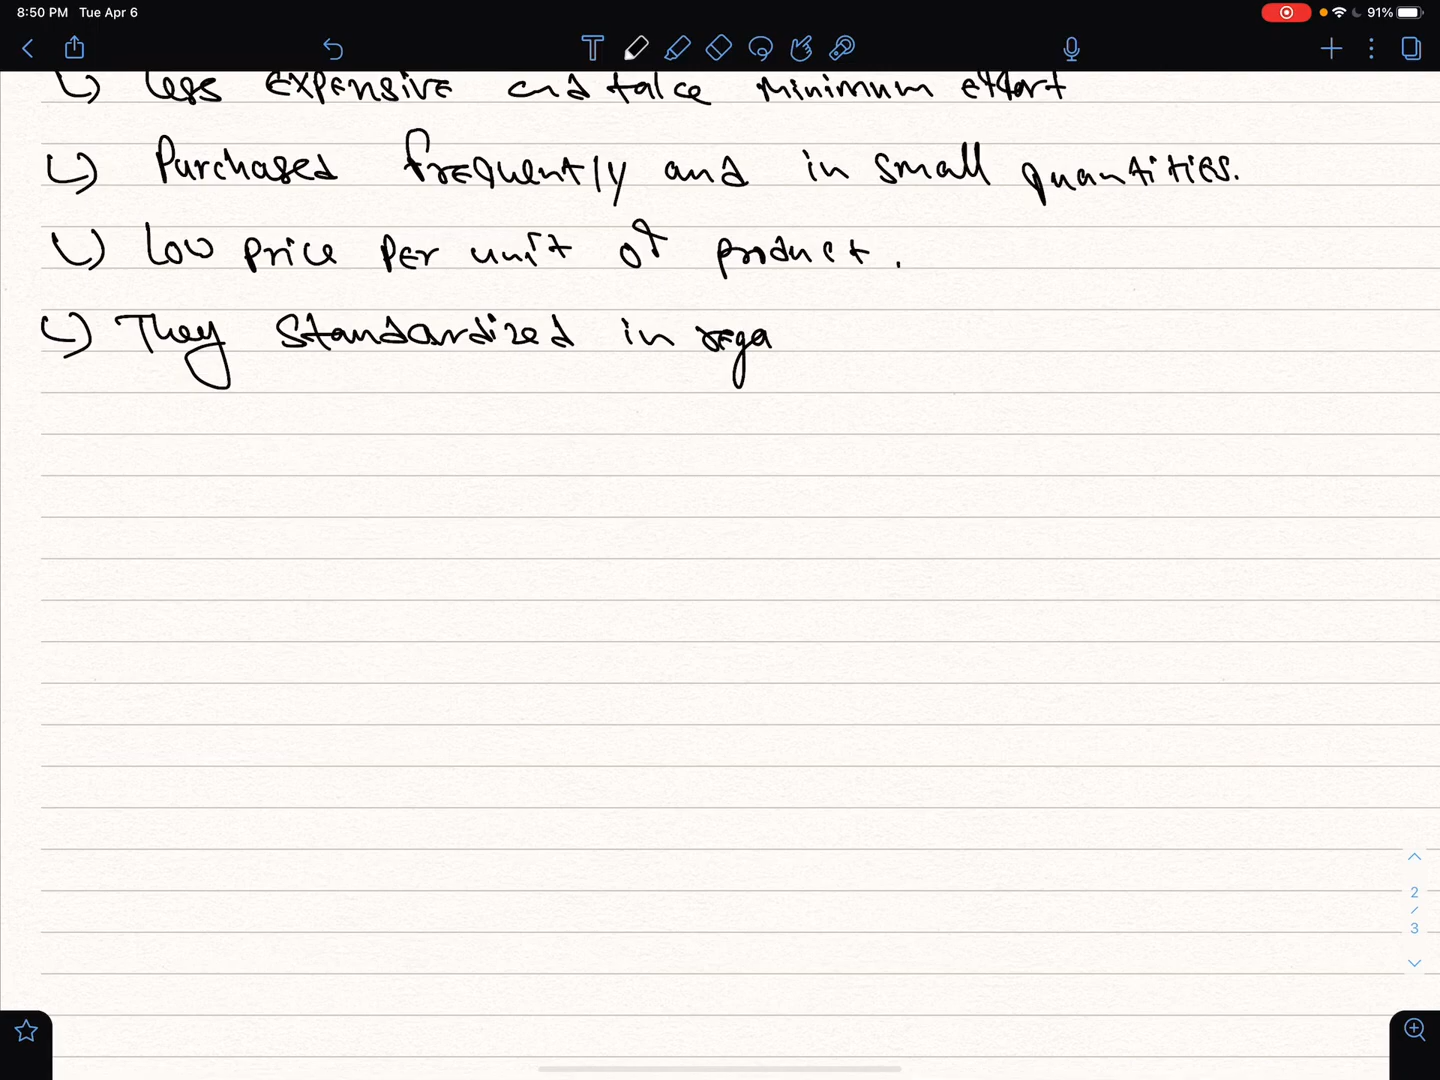 8:50 PM Tue Apr 6 91%
↳ less expensive and take minimum effort
↳ Purchased frequently and in small quantities.
↳ Low price per unit of product.
↳ They standardized in rega
2
/
3